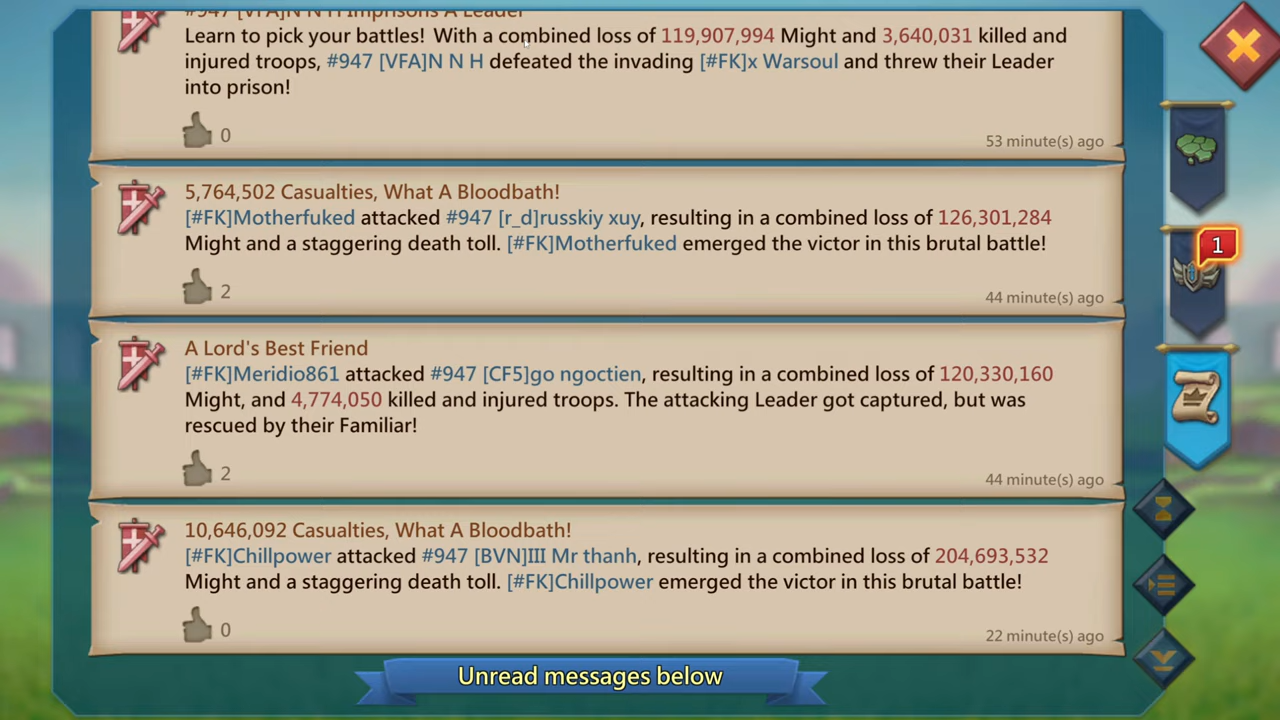 #947 [VFA]N N H Imprisons A Leader
Learn to pick your battles! With a combined loss of 119,907,994 Might and 3,640,031 killed and
injured troops, #947 [VFA]N N H defeated the invading [#FK]x Warsoul and threw their Leader
into prison!
0
53 minute(s) ago
5,764,502 Casualties, What A Bloodbath!
[#FK]Motherfuked attacked #947 [r_d]russkiy xuy, resulting in a combined loss of 126,301,284
Might and a staggering death toll. [#FK]Motherfuked emerged the victor in this brutal battle!
2
44 minute(s) ago
1
A Lord's Best Friend
[#FK]Meridio861 attacked #947 [CF5]go ngoctien, resulting in a combined loss of 120,330,160
Might, and 4,774,050 killed and injured troops. The attacking Leader got captured, but was
rescued by their Familiar!
2
44 minute(s) ago
10,646,092 Casualties, What A Bloodbath!
[#FK]Chillpower attacked #947 [BVN]III Mr thanh, resulting in a combined loss of 204,693,532
Might and a staggering death toll. [#FK]Chillpower emerged the victor in this brutal battle!
0
22 minute(s) ago
Unread messages below